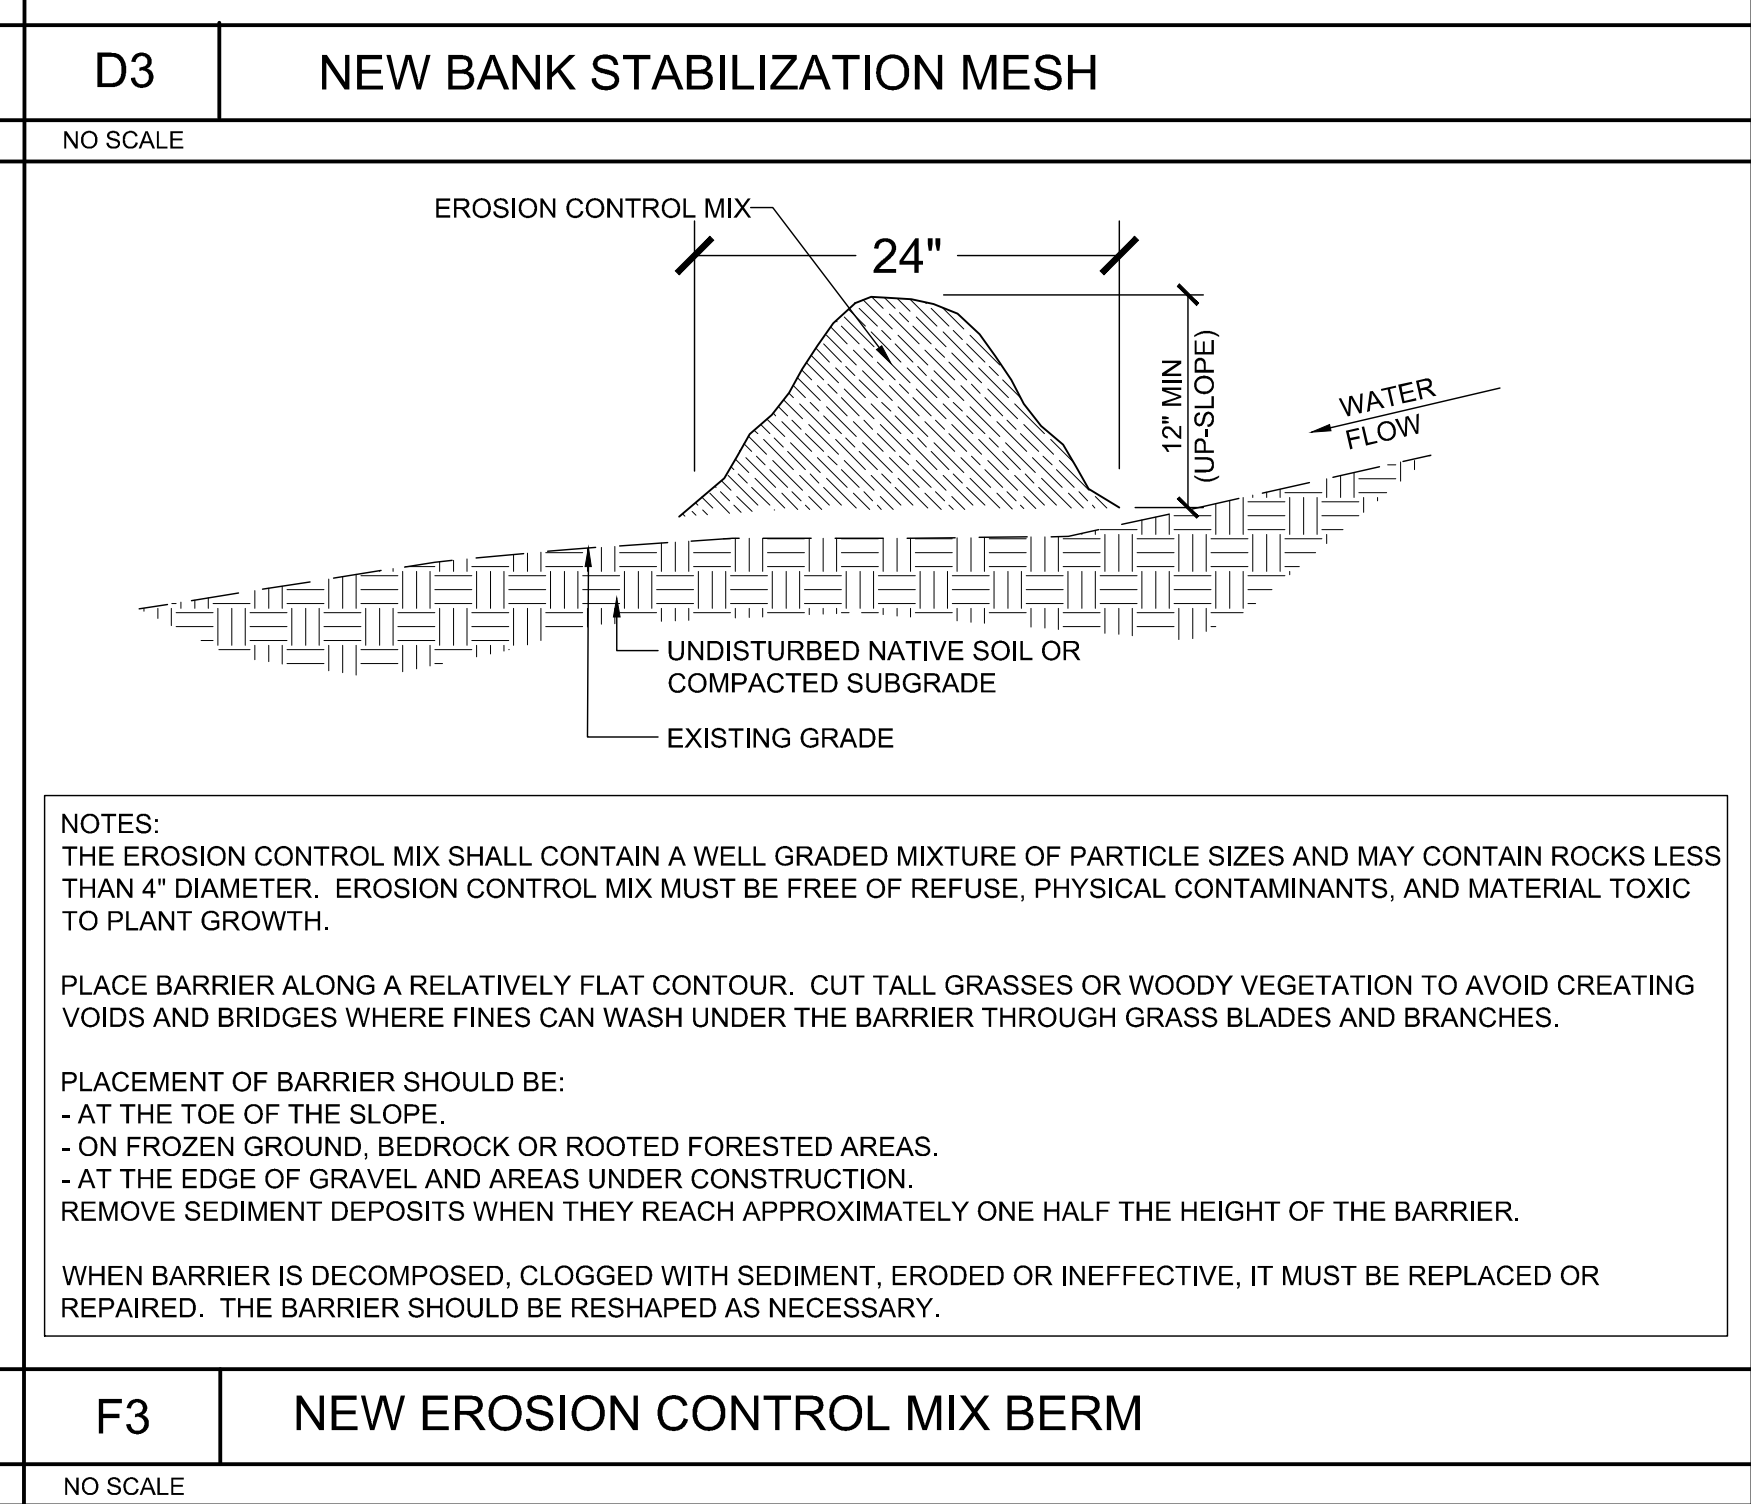 D3
NEW BANK STABILIZATION MESH
NO SCALE
EROSION CONTROL MIX
24"
12" MIN
(UP-SLOPE)
WATER
FLOW
UNDISTURBED NATIVE SOIL OR
COMPACTED SUBGRADE
EXISTING GRADE
NOTES:
THE EROSION CONTROL MIX SHALL CONTAIN A WELL GRADED MIXTURE OF PARTICLE SIZES AND MAY CONTAIN ROCKS LESS
THAN 4" DIAMETER.  EROSION CONTROL MIX MUST BE FREE OF REFUSE, PHYSICAL CONTAMINANTS, AND MATERIAL TOXIC
TO PLANT GROWTH.
PLACE BARRIER ALONG A RELATIVELY FLAT CONTOUR.  CUT TALL GRASSES OR WOODY VEGETATION TO AVOID CREATING
VOIDS AND BRIDGES WHERE FINES CAN WASH UNDER THE BARRIER THROUGH GRASS BLADES AND BRANCHES.
PLACEMENT OF BARRIER SHOULD BE:
- AT THE TOE OF THE SLOPE.
- ON FROZEN GROUND, BEDROCK OR ROOTED FORESTED AREAS.
- AT THE EDGE OF GRAVEL AND AREAS UNDER CONSTRUCTION.
REMOVE SEDIMENT DEPOSITS WHEN THEY REACH APPROXIMATELY ONE HALF THE HEIGHT OF THE BARRIER.
WHEN BARRIER IS DECOMPOSED, CLOGGED WITH SEDIMENT, ERODED OR INEFFECTIVE, IT MUST BE REPLACED OR
REPAIRED.  THE BARRIER SHOULD BE RESHAPED AS NECESSARY.
F3
NEW EROSION CONTROL MIX BERM
NO SCALE